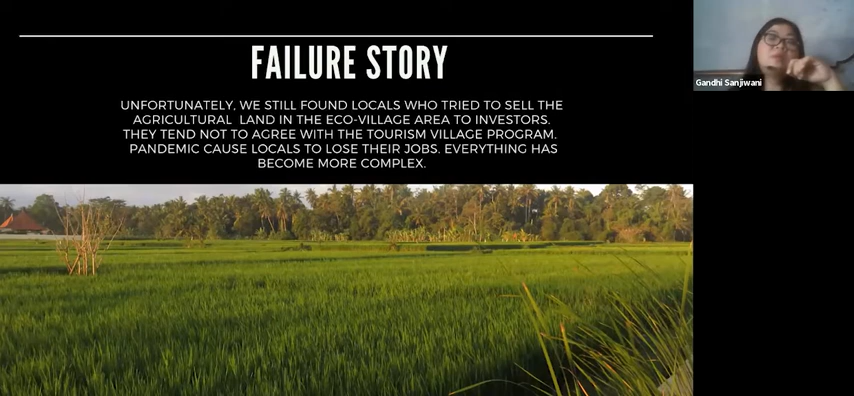 FAILURE STORY
UNFORTUNATELY, WE STILL FOUND LOCALS WHO TRIED TO SELL THE
AGRICULTURAL LAND IN THE ECO-VILLAGE AREA TO INVESTORS.
THEY TEND NOT TO AGREE WITH THE TOURISM VILLAGE PROGRAM.
PANDEMIC CAUSE LOCALS TO LOSE THEIR JOBS. EVERYTHING HAS
BECOME MORE COMPLEX.
Gandhi Sanjiwani